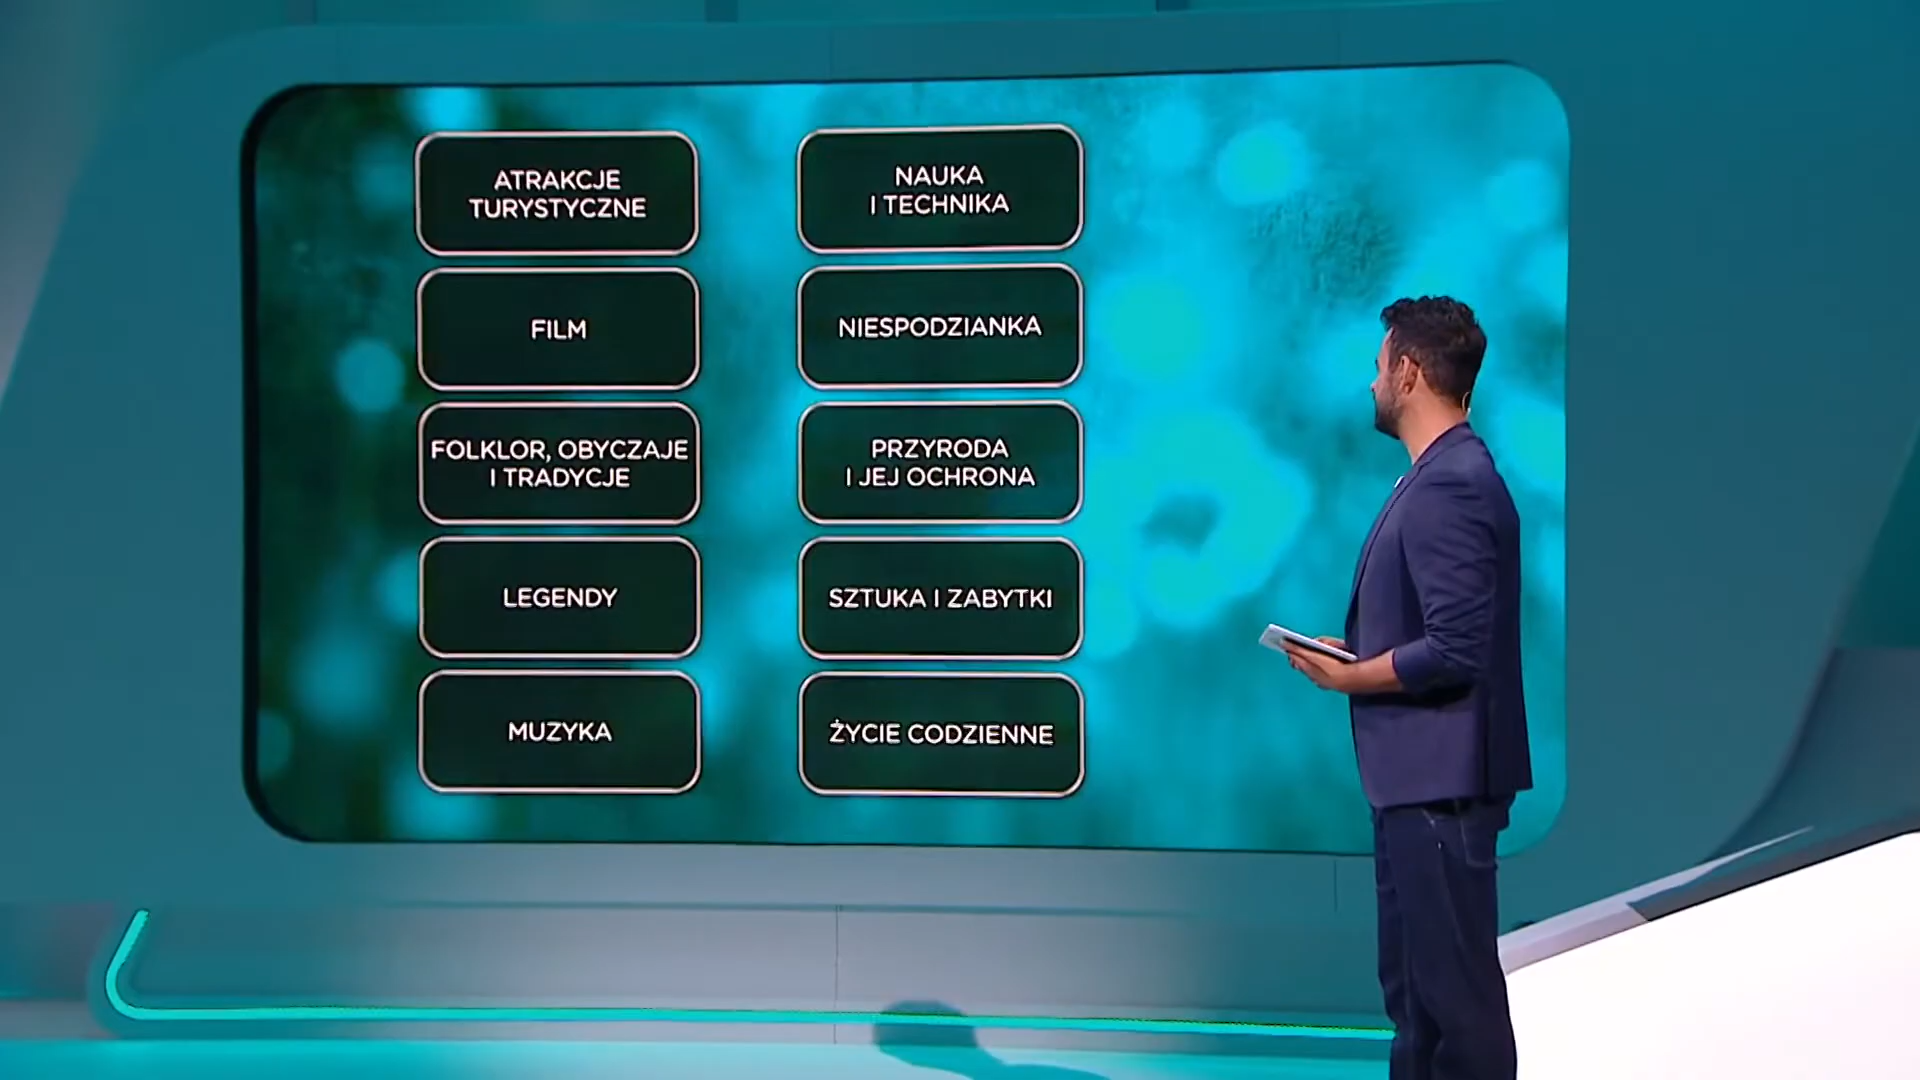 ATRAKCJE
TURYSTYCZNE
FILM
FOLKLOR, OBYCZAJE
I TRADYCJE
LEGENDY
MUZYKA
NAUKA
I TECHNIKA
NIESPODZIANKA
PRZYRODA
I JEJ OCHRONA
SZTUKA I ZABYTKI
ŻYCIE CODZIENNE